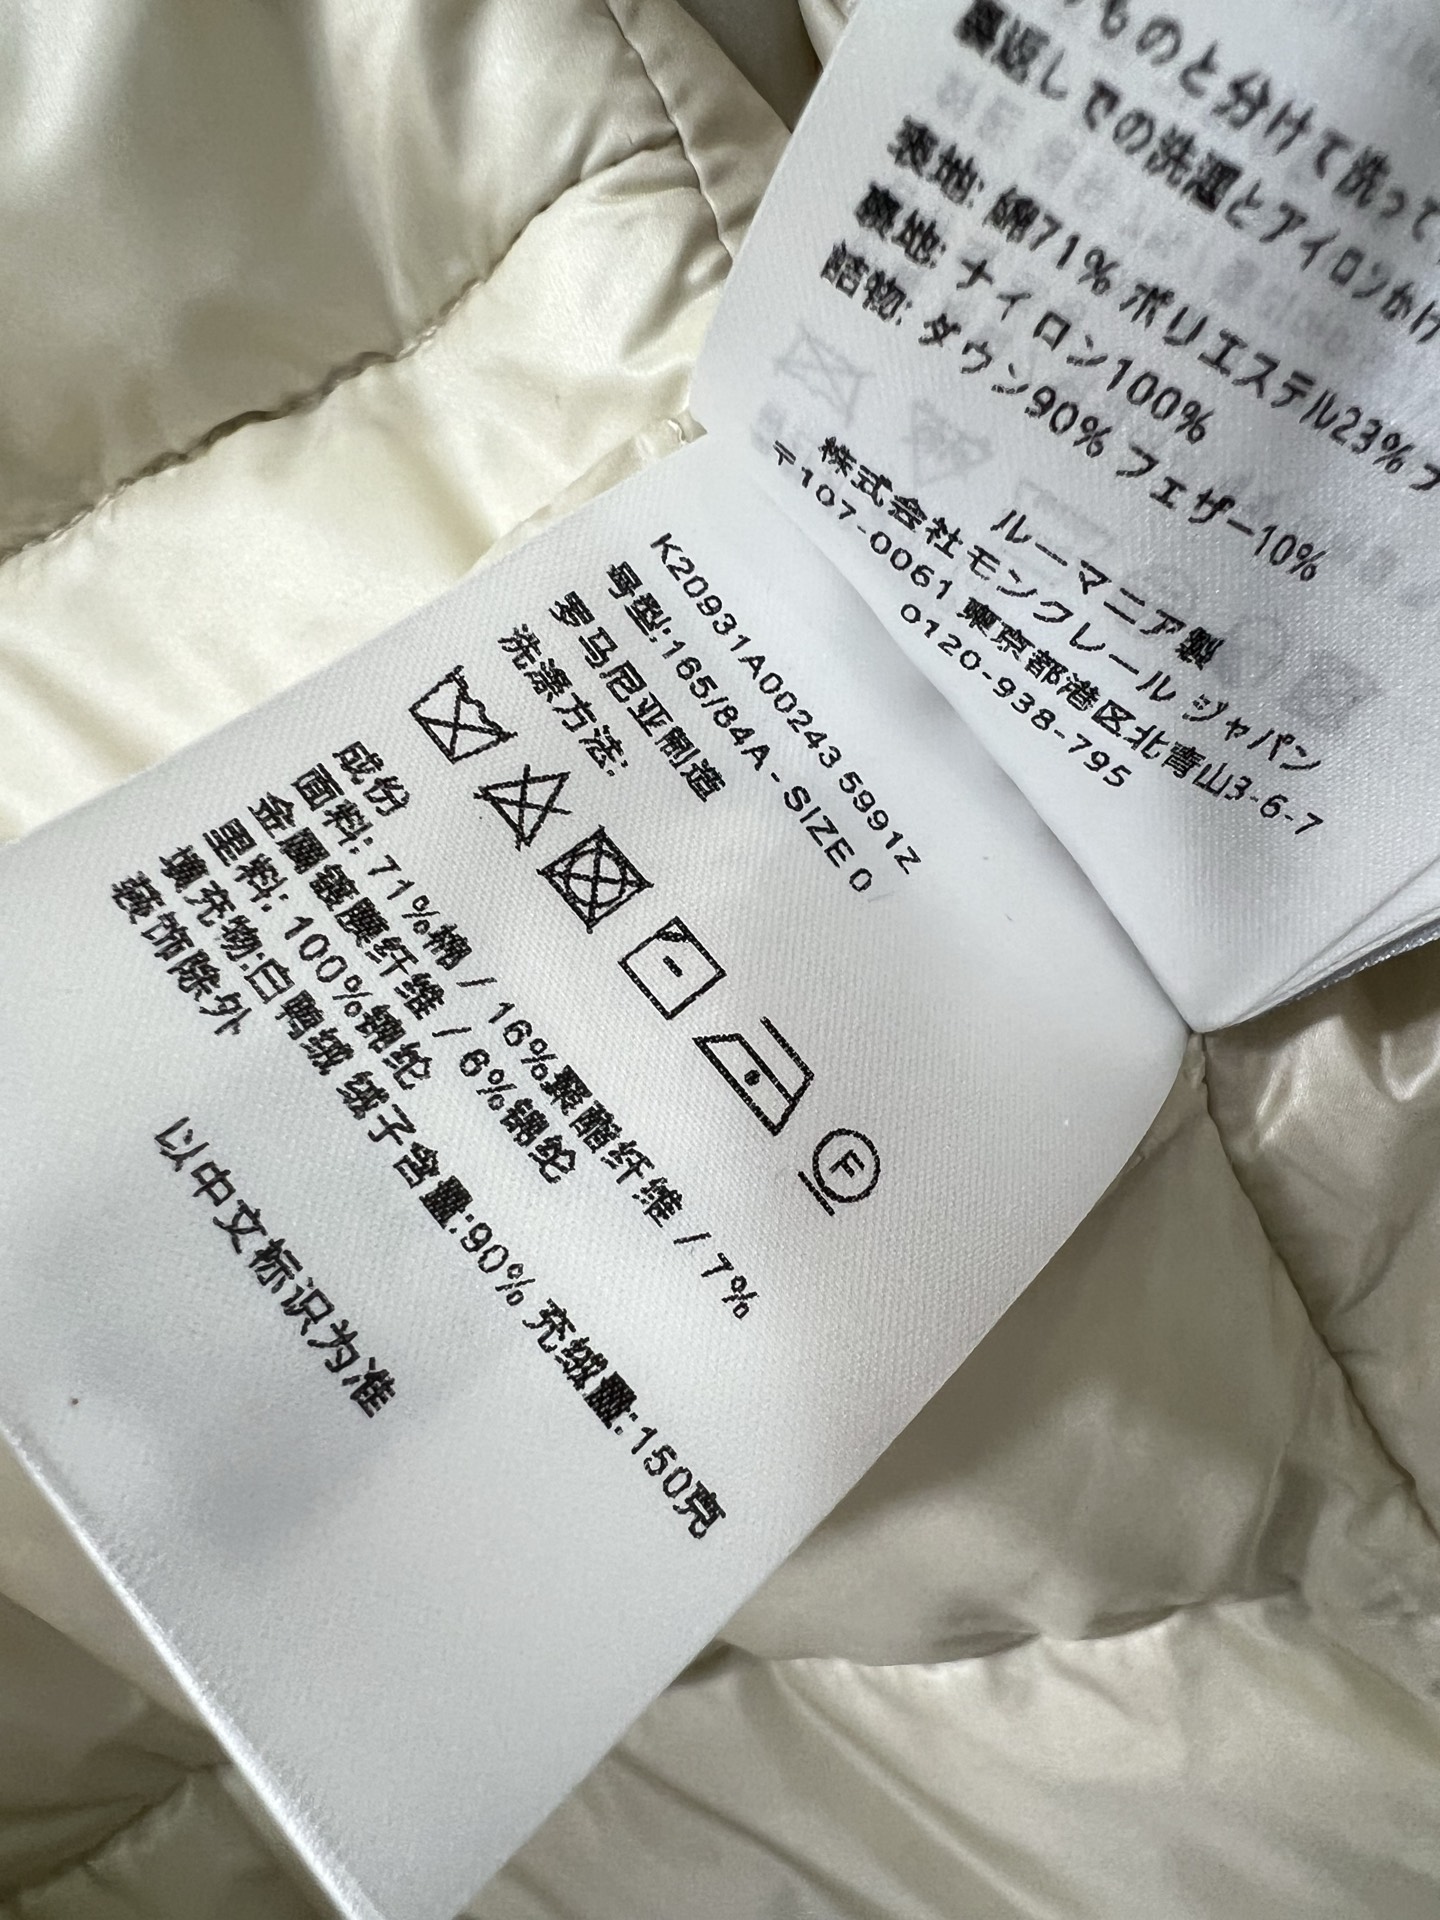 ものと分けて洗って
裏返しでの洗濯とアイロンかけ
表地: 綿71% ポリエステル23%
裏地: ナイロン100%
詰物: ダウン90% フェザー10%
ルーマニア製
株式会社モンクレール ジャパン
〒107-0061 東京都港区北青山3-6-7
0120-938-795
K20931A00243 5991Z
号型:165/84A - SIZE 0
罗马尼亚制造
洗涤方法:
F
成份
面料: 71%棉 / 16%聚酯纤维 / 7%
金属镀膜纤维 / 6%锦纶
里料: 100%锦纶
填充物:白鸭绒 绒子含量:90% 充绒量:150克
装饰除外
以中文标识为准